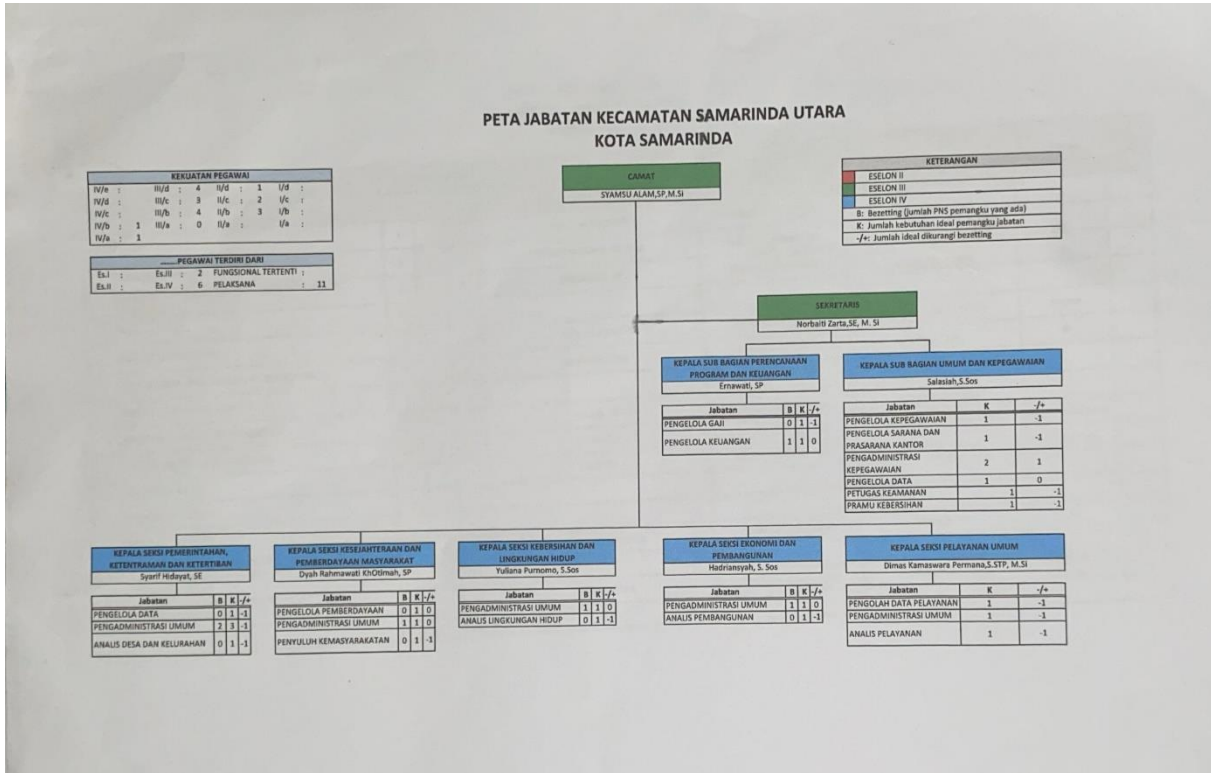 PETA JABATAN KECAMATAN SAMARINDA UTARA
KOTA SAMARINDA
KEKUATAN PEGAWAI
IV/e : III/d : 4 II/d : 1 I/d :
IV/d : III/c : 3 II/c : 2 I/c :
IV/c : III/b : 4 II/b : 3 I/b :
IV/b : 1 III/a : 0 II/a : I/a :
IV/a : 1
PEGAWAI TERDIRI DARI
Es.I : Es.III : 2 FUNGSIONAL TERTENTI :
Es.II : Es.IV : 6 PELAKSANA : 11
CAMAT
SYAMSU ALAM,SP,M.Si
KETERANGAN
ESELON II
ESELON III
ESELON IV
B: Bezetting (jumlah PNS pemangku yang ada)
K: Jumlah kebutuhan ideal pemangku jabatan
-/+: Jumlah ideal dikurangi bezetting
SEKRETARIS
Norbaiti Zarta,SE, M. Si
KEPALA SUB BAGIAN PERENCANAAN
PROGRAM DAN KEUANGAN
Ernawati, SP
Jabatan B K -/+
PENGELOLA GAJI 0 1 -1
PENGELOLA KEUANGAN 1 1 0
KEPALA SUB BAGIAN UMUM DAN KEPEGAWAIAN
Salasiah,S.Sos
Jabatan K -/+
PENGELOLA KEPEGAWAIAN 1 -1
PENGELOLA SARANA DAN
PRASARANA KANTOR 1 -1
PENGADMINISTRASI
KEPEGAWAIAN 2 1
PENGELOLA DATA 1 0
PETUGAS KEAMANAN 1 -1
PRAMU KEBERSIHAN 1 -1
KEPALA SEKSI PEMERINTAHAN,
KETENTRAMAN DAN KETERTIBAN
Syarif Hidayat, SE
Jabatan B K -/+
PENGELOLA DATA 0 1 -1
PENGADMINISTRASI UMUM 2 3 -1
ANALIS DESA DAN KELURAHAN 0 1 -1
KEPALA SEKSI KESEJAHTERAAN DAN
PEMBERDAYAAN MASYARAKAT
Dyah Rahmawati KhOtimah, SP
Jabatan B K -/+
PENGELOLA PEMBERDAYAAN 0 1 0
PENGADMINISTRASI UMUM 1 1 0
PENYULUH KEMASYARAKATAN 0 1 -1
KEPALA SEKSI KEBERSIHAN DAN
LINGKUNGAN HIDUP
Yuliana Purnomo, S.Sos
Jabatan B K -/+
PENGADMINISTRASI UMUM 1 1 0
ANALIS LINGKUNGAN HIDUP 0 1 -1
KEPALA SEKSI EKONOMI DAN
PEMBANGUNAN
Hadriansyah, S. Sos
Jabatan B K -/+
PENGADMINISTRASI UMUM 1 1 0
ANALIS PEMBANGUNAN 0 1 -1
KEPALA SEKSI PELAYANAN UMUM
Dimas Kamaswara Permana,S.STP, M.Si
Jabatan K -/+
PENGOLAH DATA PELAYANAN 1 -1
PENGADMINISTRASI UMUM 1 -1
ANALIS PELAYANAN 1 -1